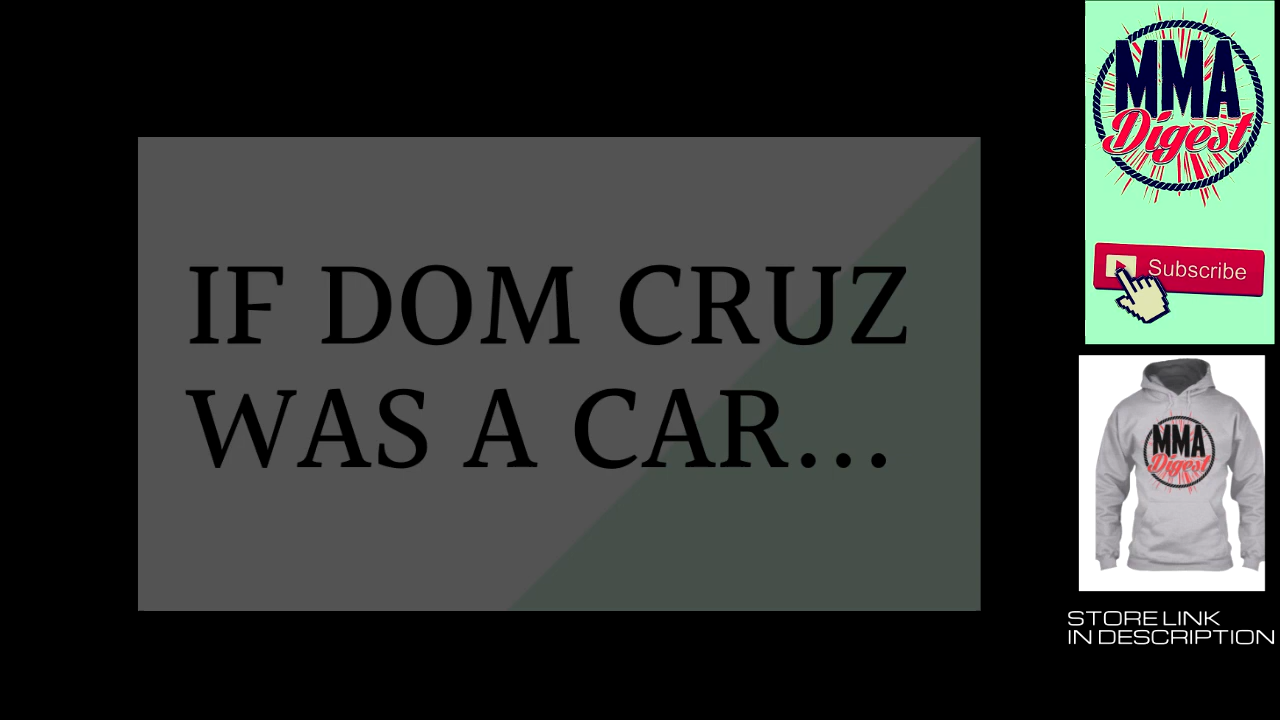 IF DOM CRUZ
WAS A CAR...
MMA
Digest
Subscribe
MMA
Digest
STORE LINK
IN DESCRIPTION